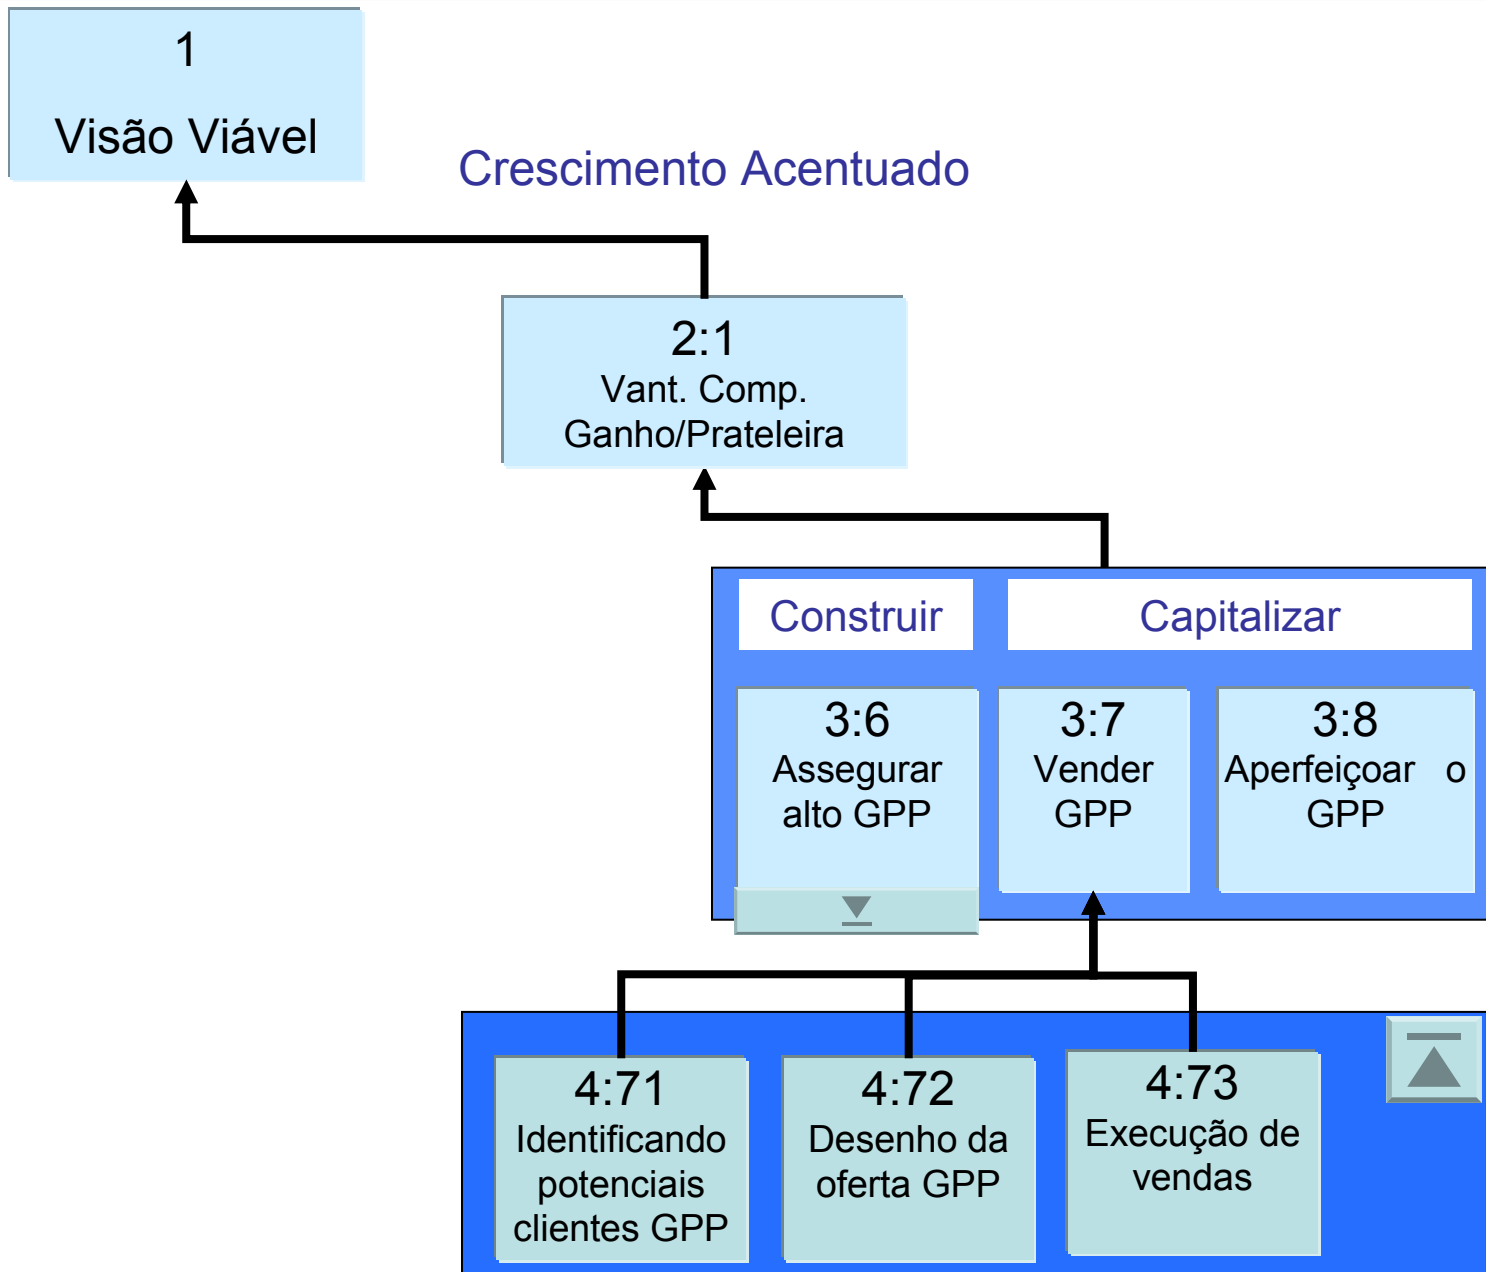 1
Visão Viável
Crescimento Acentuado
2:1
Vant. Comp.
Ganho/Prateleira
Construir
Capitalizar
3:6
Assegurar
alto GPP
3:7
Vender
GPP
3:8
Aperfeiçoar o
GPP
4:71
Identificando
potenciais
clientes GPP
4:72
Desenho da
oferta GPP
4:73
Execução de
vendas